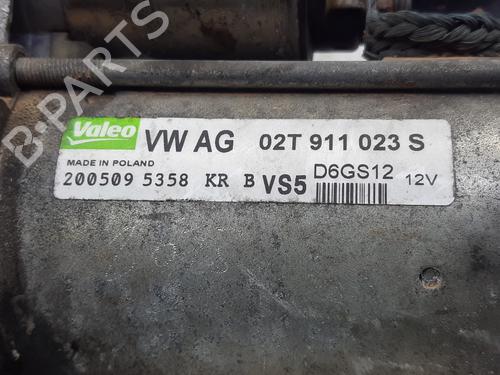 B-Parts
Valeo VW AG 02T 911 023 S
MADE IN POLAND
200509 5358 KR B VS5 D6GS12 12V